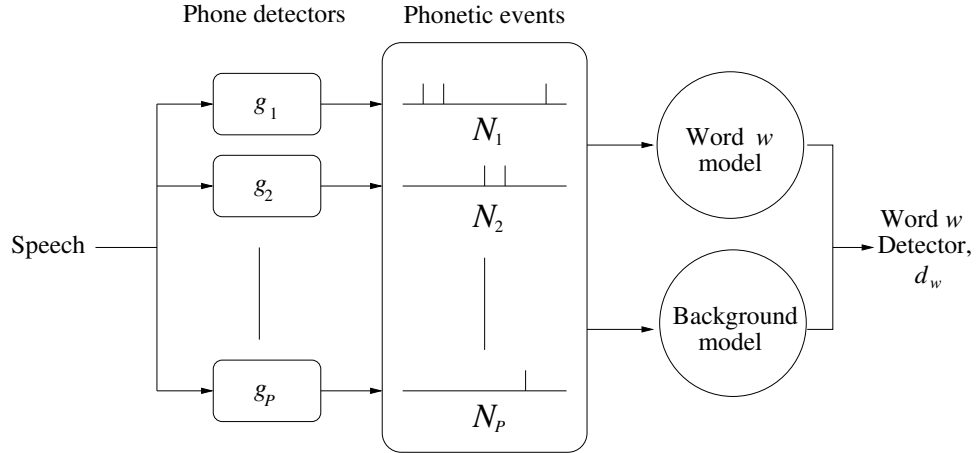 Phone detectors
Phonetic events
g1
N1
g2
N2
Speech
gP
NP
Word w
model
Background
model
Word w
Detector,
dw